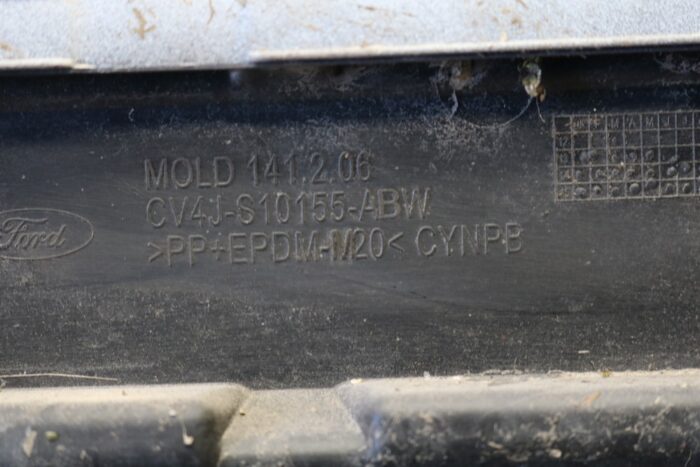 MOLD 141.2.06
CV4J-S10155-ABW
Ford
>PP+EPDM-M20< CYNPB